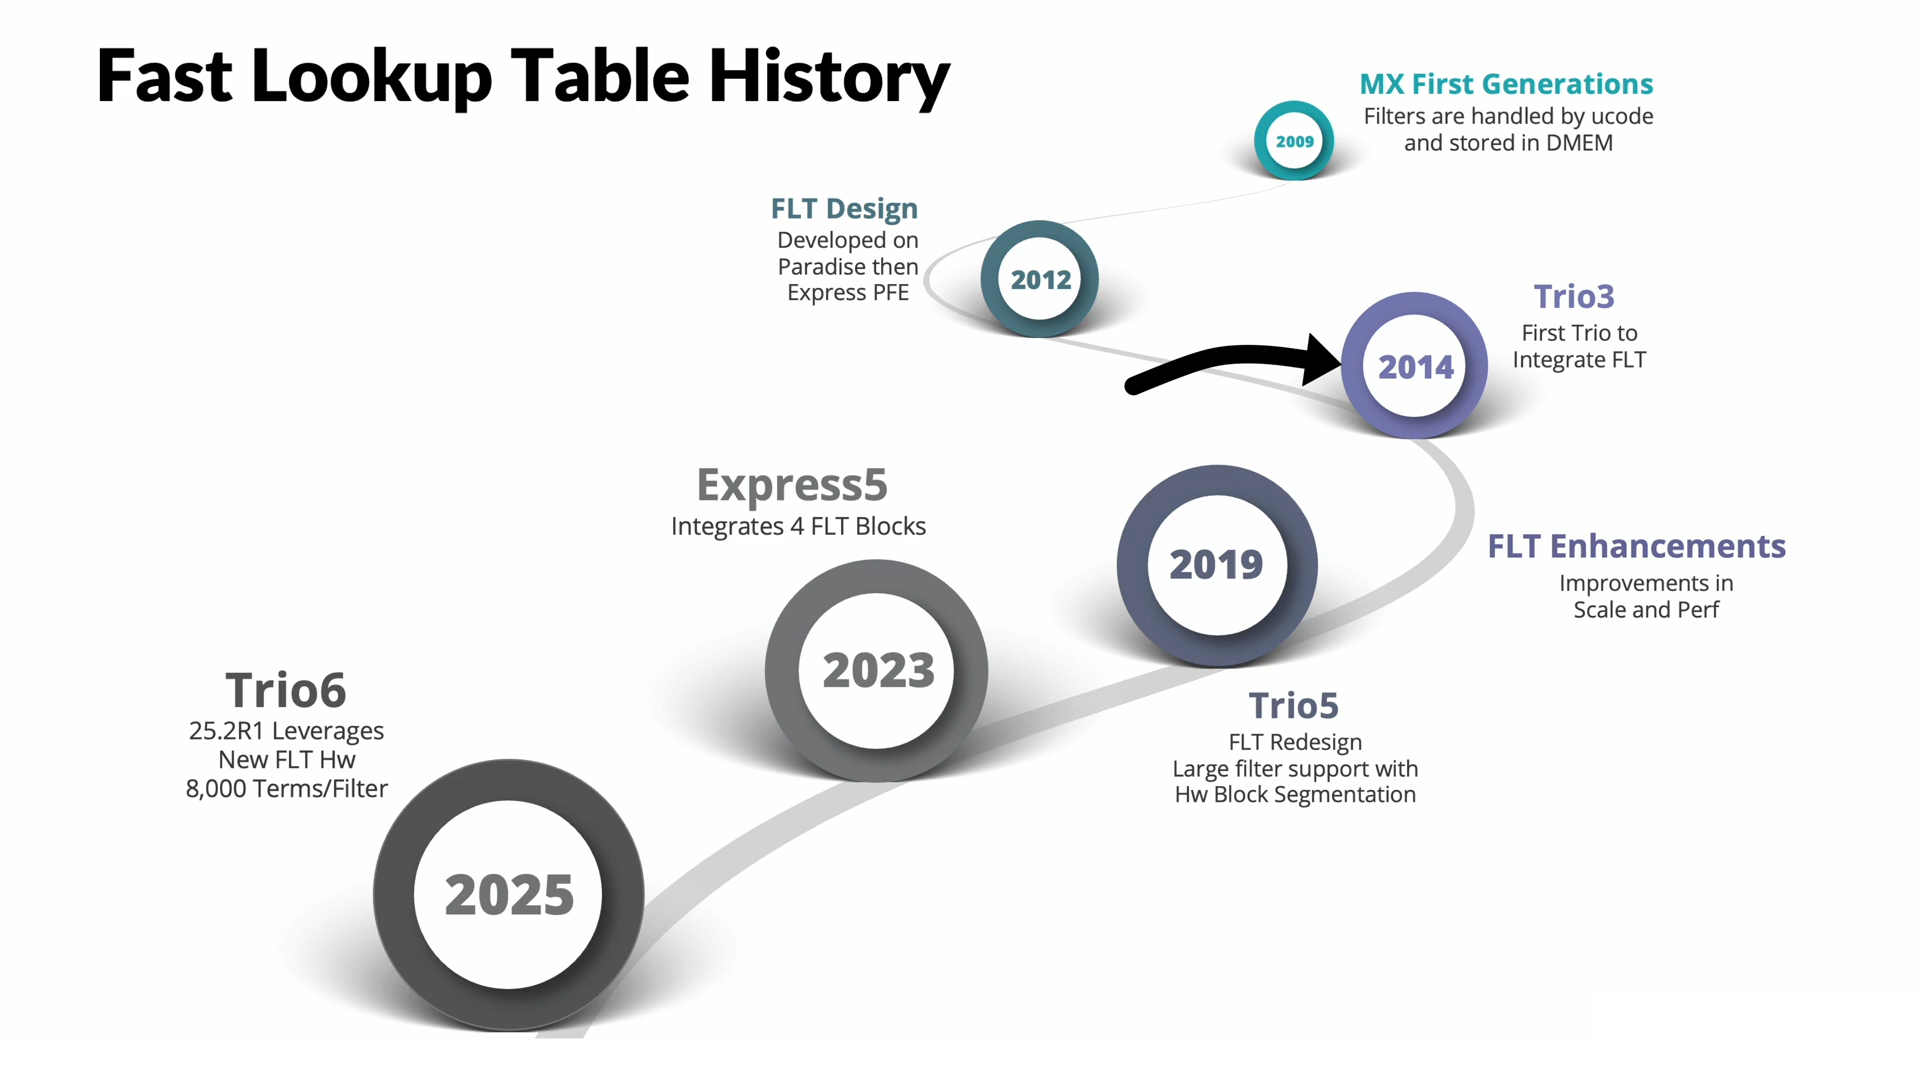 Fast Lookup Table History
MX First Generations
Filters are handled by ucode
and stored in DMEM
2009
FLT Design
Developed on
Paradise then
Express PFE
2012
Trio3
First Trio to
Integrate FLT
2014
FLT Enhancements
Improvements in
Scale and Perf
2019
Trio5
FLT Redesign
Large filter support with
Hw Block Segmentation
Express5
Integrates 4 FLT Blocks
2023
Trio6
25.2R1 Leverages
New FLT Hw
8,000 Terms/Filter
2025